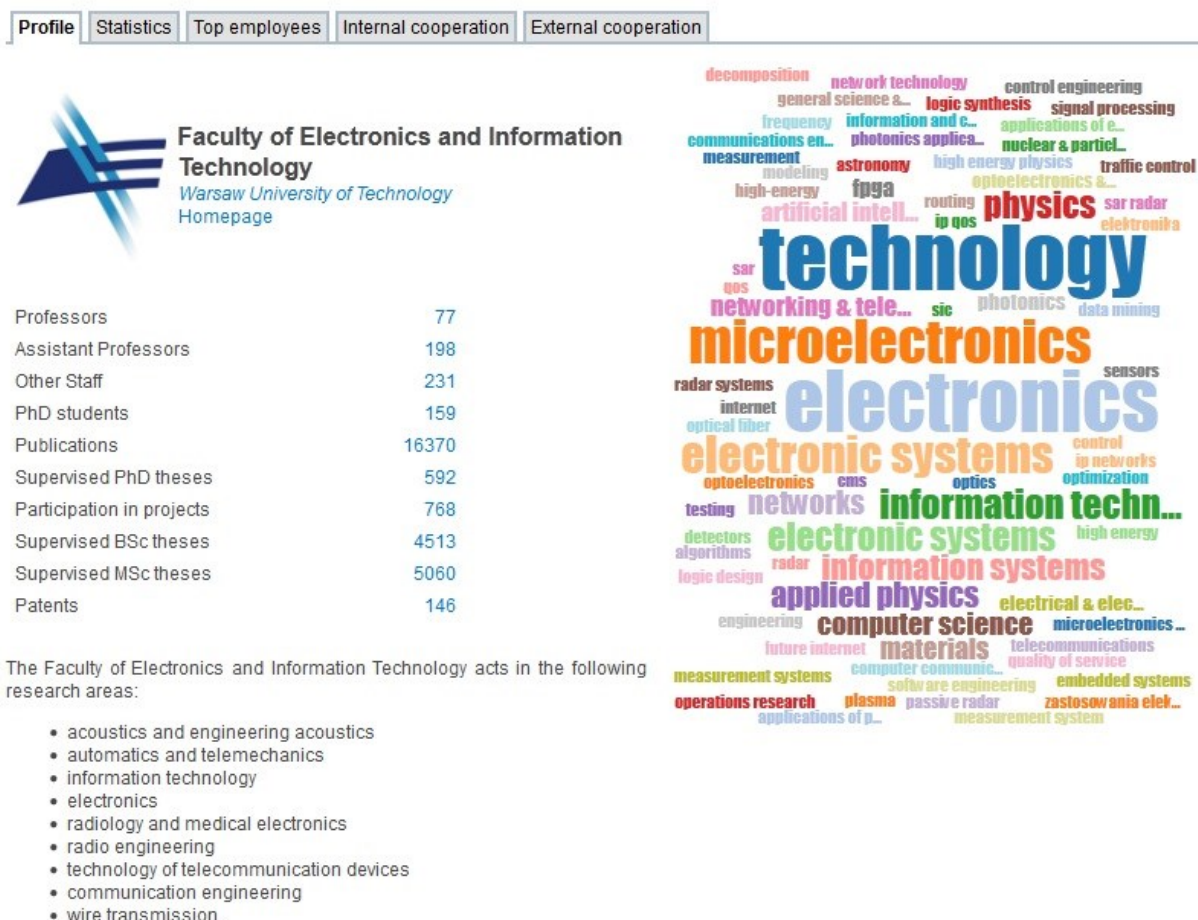 Profile Statistics Top employees Internal cooperation External cooperation
Faculty of Electronics and Information
Technology
Warsaw University of Technology
Homepage
Professors 77
Assistant Professors 198
Other Staff 231
PhD students 159
Publications 16370
Supervised PhD theses 592
Participation in projects 768
Supervised BSc theses 4513
Supervised MSc theses 5060
Patents 146
The Faculty of Electronics and Information Technology acts in the following
research areas:
• acoustics and engineering acoustics
• automatics and telemechanics
• information technology
• electronics
• radiology and medical electronics
• radio engineering
• technology of telecommunication devices
• communication engineering
• wire transmission
decomposition
network technology
control engineering
general science &...
logic synthesis
signal processing
frequency
information and c...
applications of e...
communications en...
photonics applica...
nuclear & particl...
measurement
modeling
astronomy
high energy physics
traffic control
high-energy
fpga
optoelectronics &...
artificial intell...
routing
ip qos
physics
sar radar
elektronika
technology
sar
qos
networking & tele...
sic
photonics
data mining
microelectronics
sensors
radar systems
internet
electronics
optical fiber
electronic systems
control
ip networks
optoelectronics
cms
optics
optimization
testing
networks
information techn...
detectors
electronic systems
high energy
algorithms
radar
information systems
logic design
applied physics
electrical & elec...
engineering
computer science
microelectronics ...
future internet
materials
telecommunications
quality of service
measurement systems
computer communic...
software engineering
embedded systems
operations research
plasma
passive radar
zastosowania elek...
applications of p...
measurement system